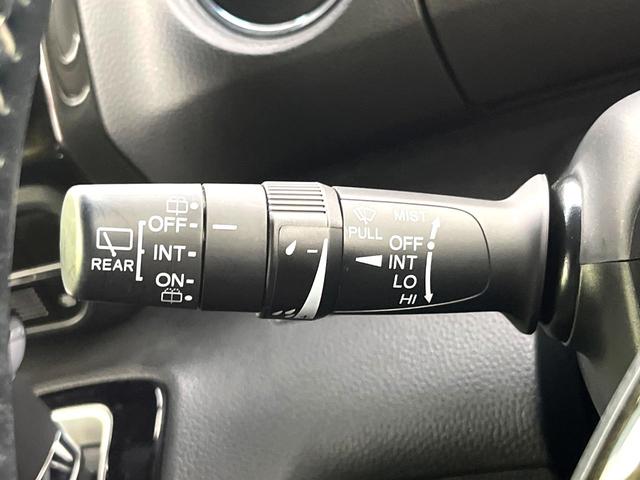 REAR
OFF
INT
ON
PULL
MIST
OFF
INT
LO
HI